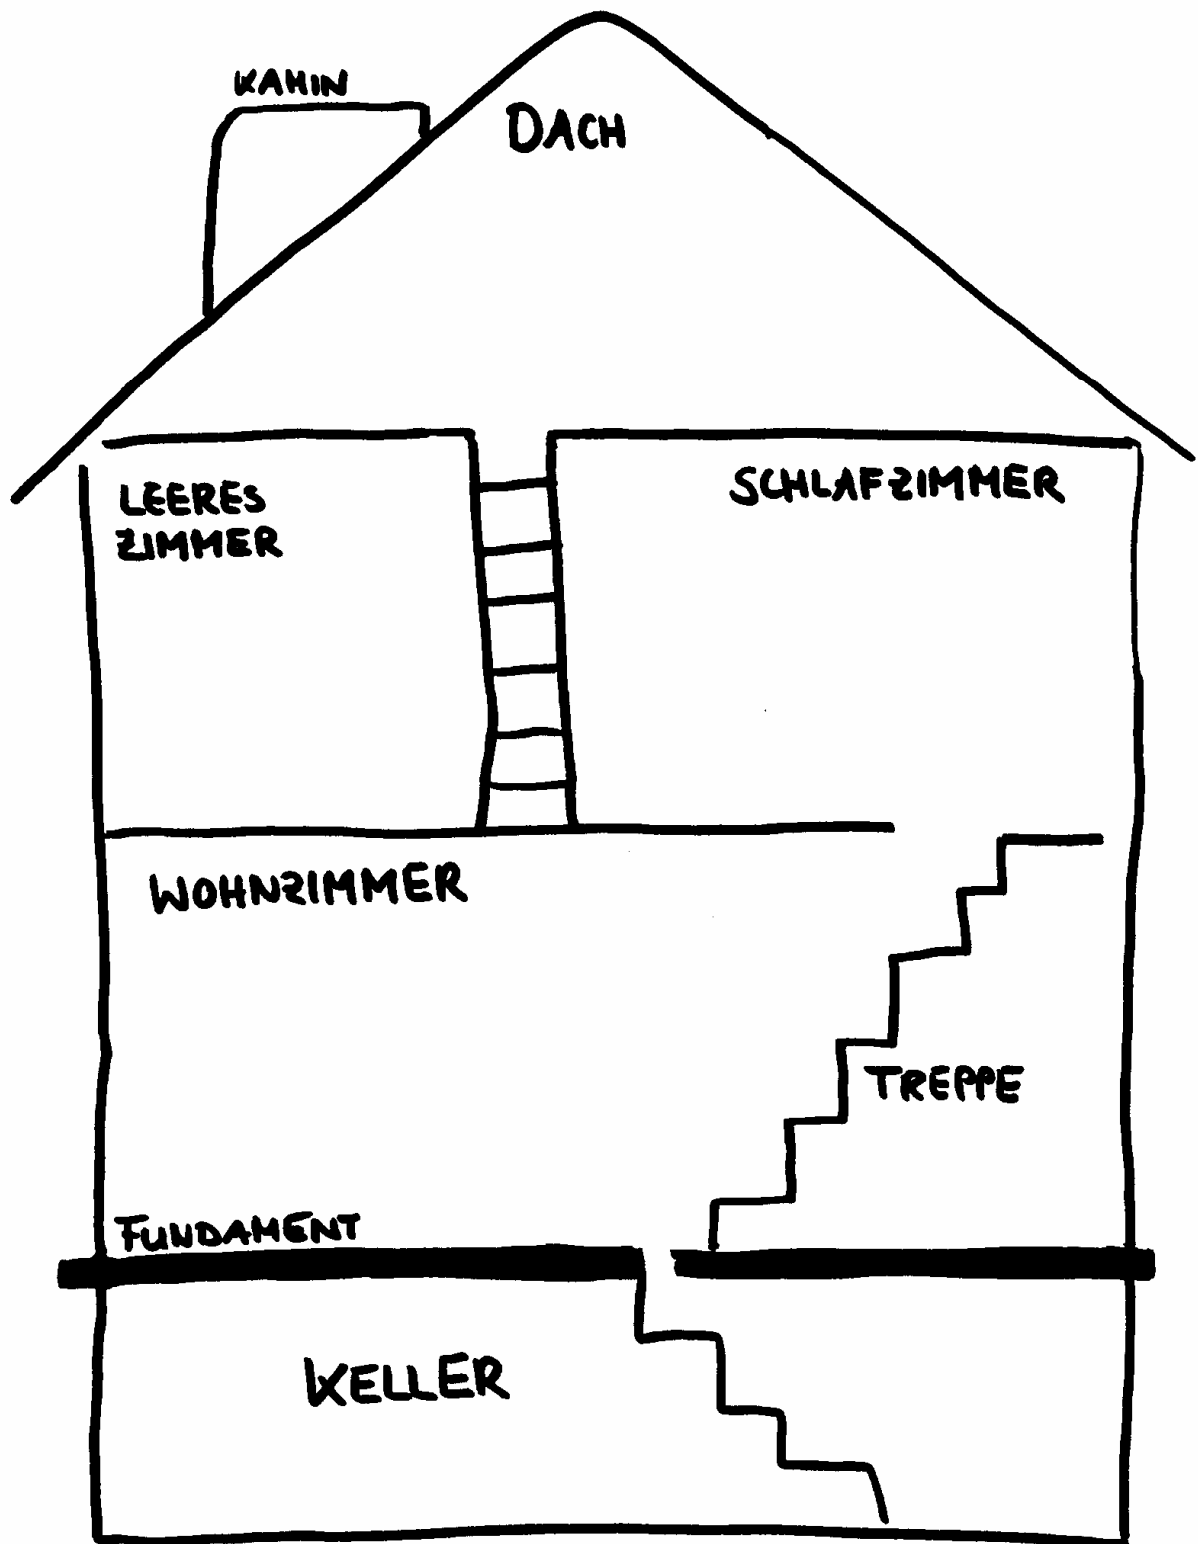 KAMIN
DACH
LEERES
ZIMMER
SCHLAFZIMMER
WOHNZIMMER
TREPPE
FUNDAMENT
KELLER